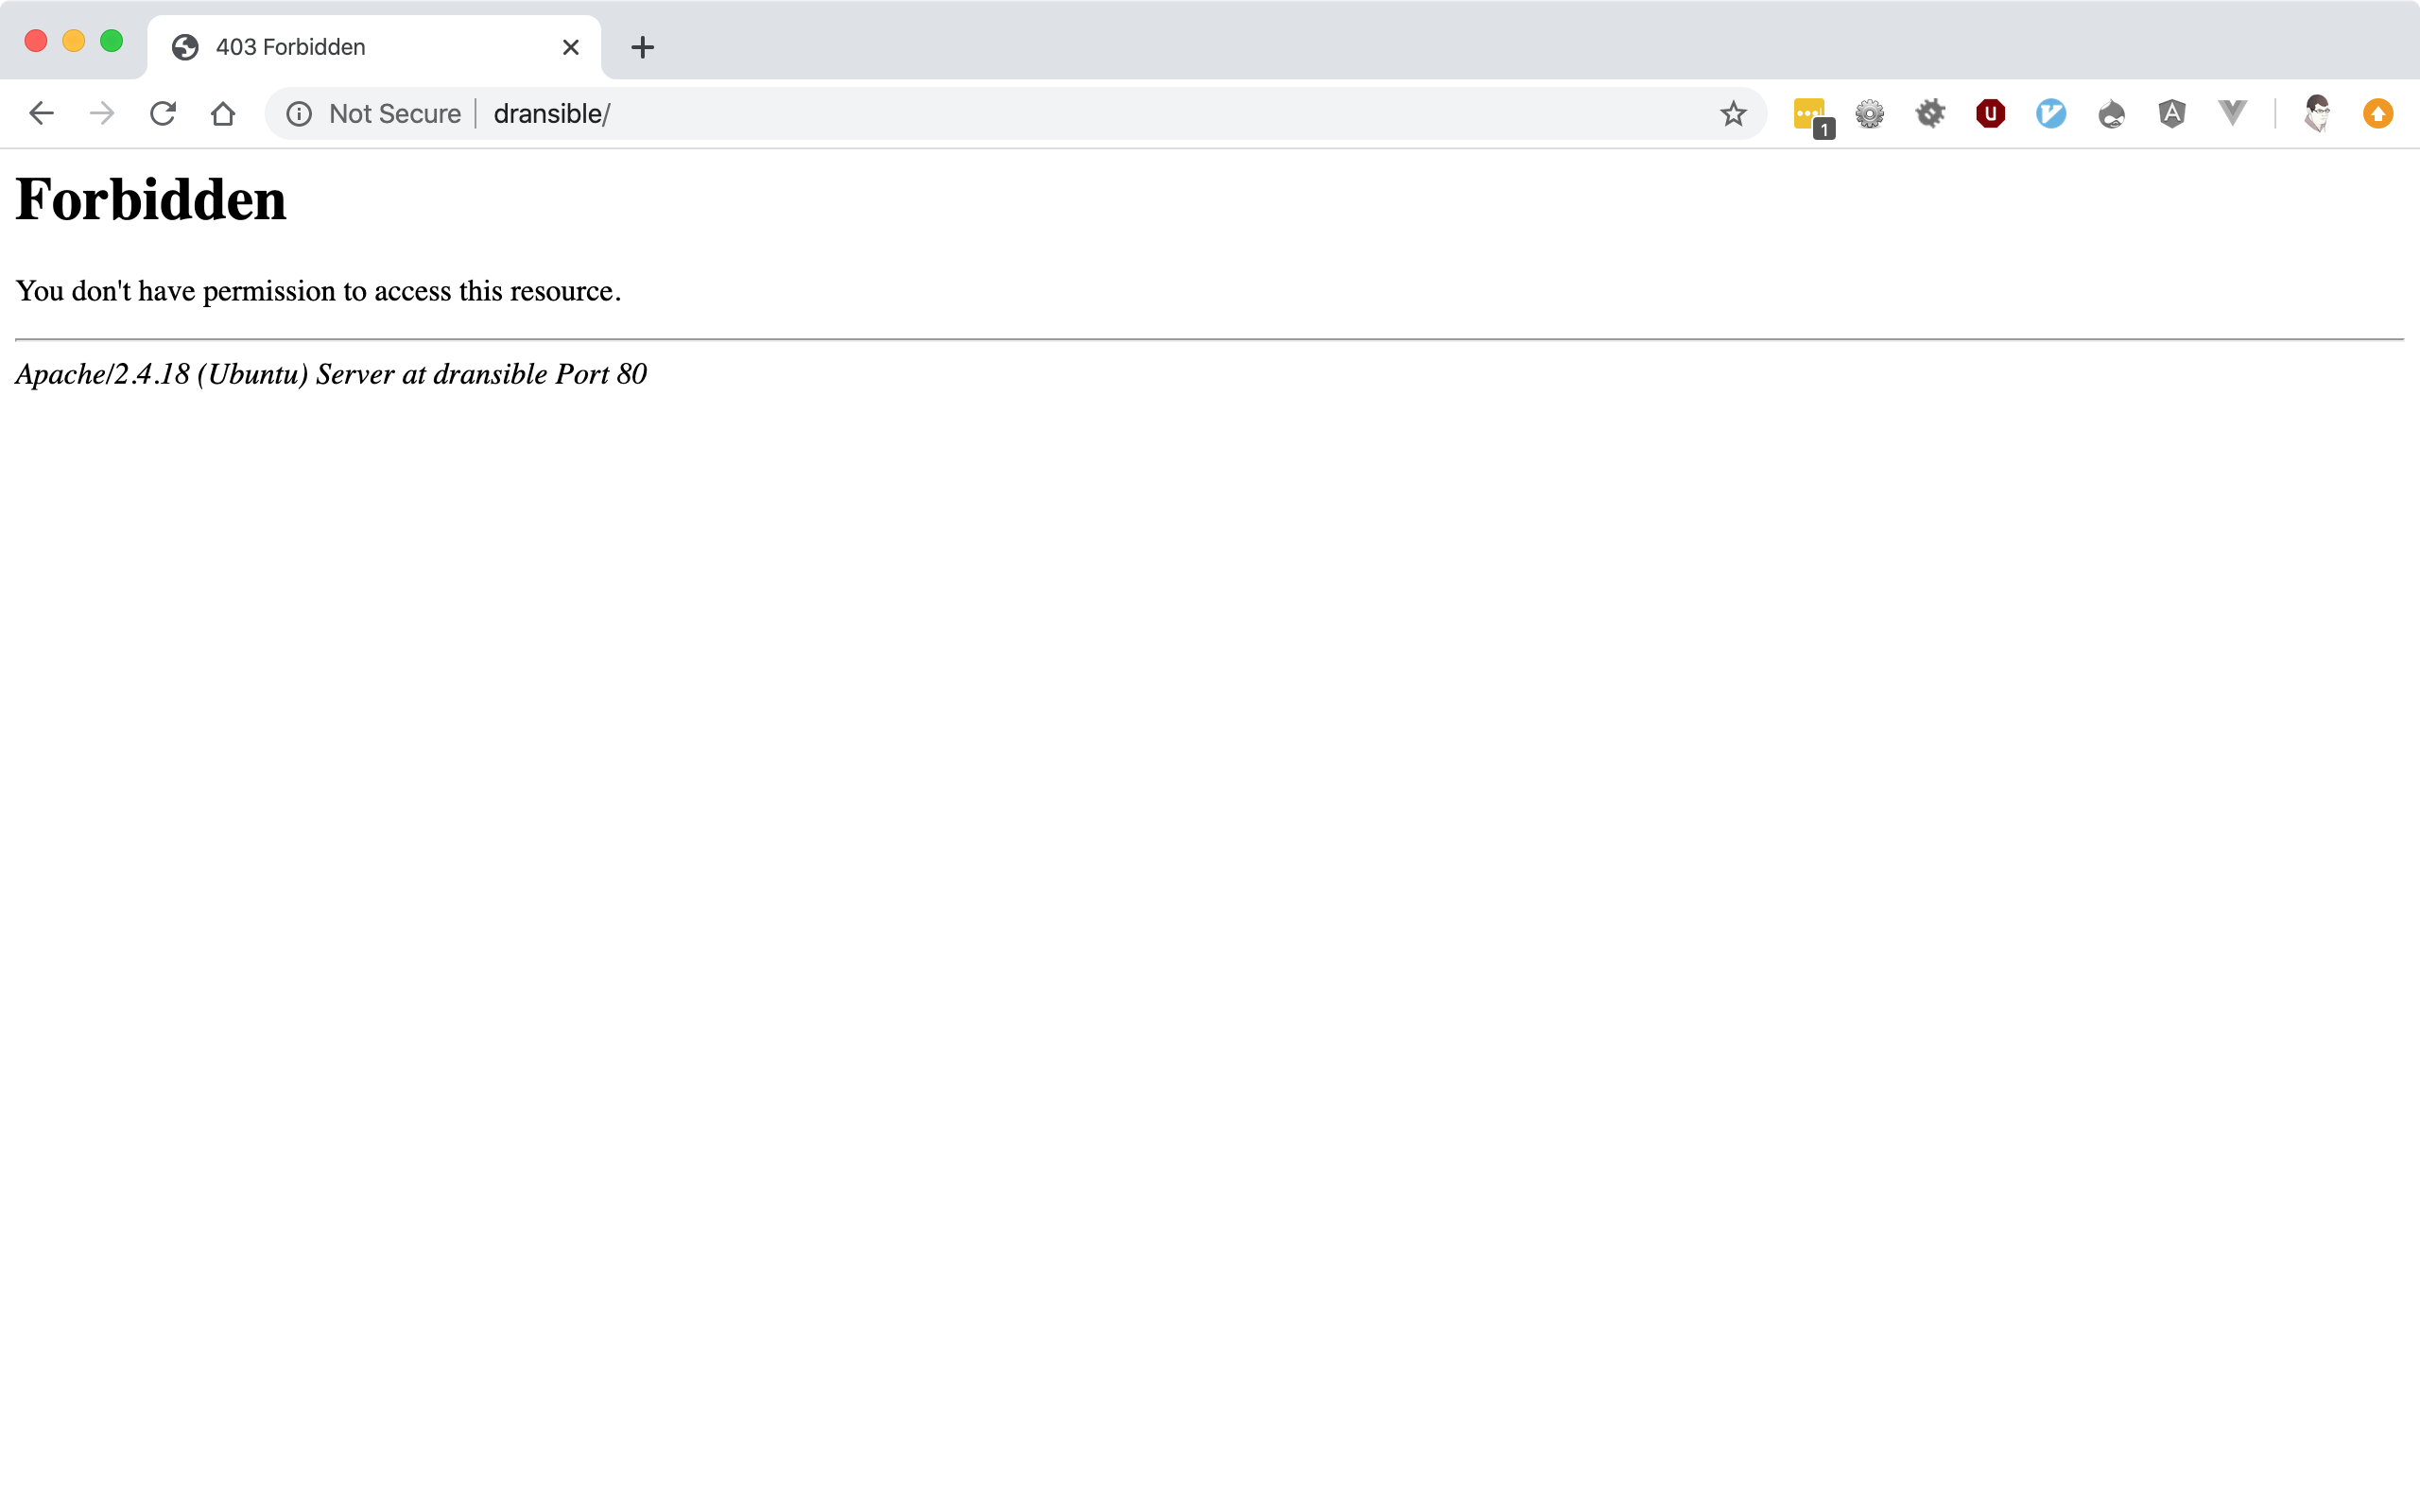 403 Forbidden
Not Secure | dransible/
1
Forbidden
You don't have permission to access this resource.
Apache/2.4.18 (Ubuntu) Server at dransible Port 80